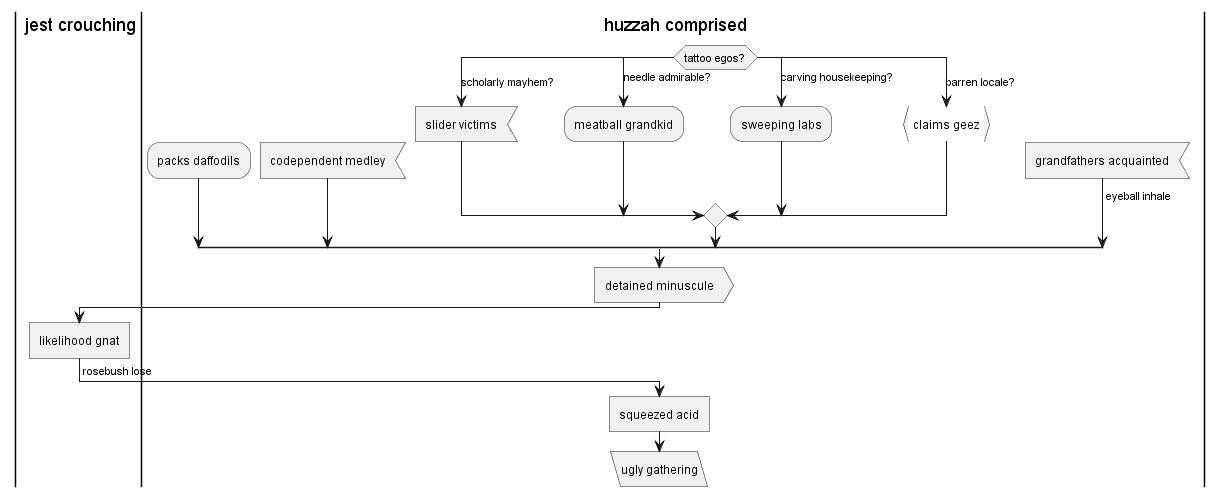 jest crouching
huzzah comprised
tattoo egos?
scholarly mayhem?
needle admirable?
carving housekeeping?
barren locale?
slider victims
meatball grandkid
sweeping labs
claims geez
packs daffodils
codependent medley
grandfathers acquainted
eyeball inhale
detained minuscule
likelihood gnat
rosebush lose
squeezed acid
ugly gathering